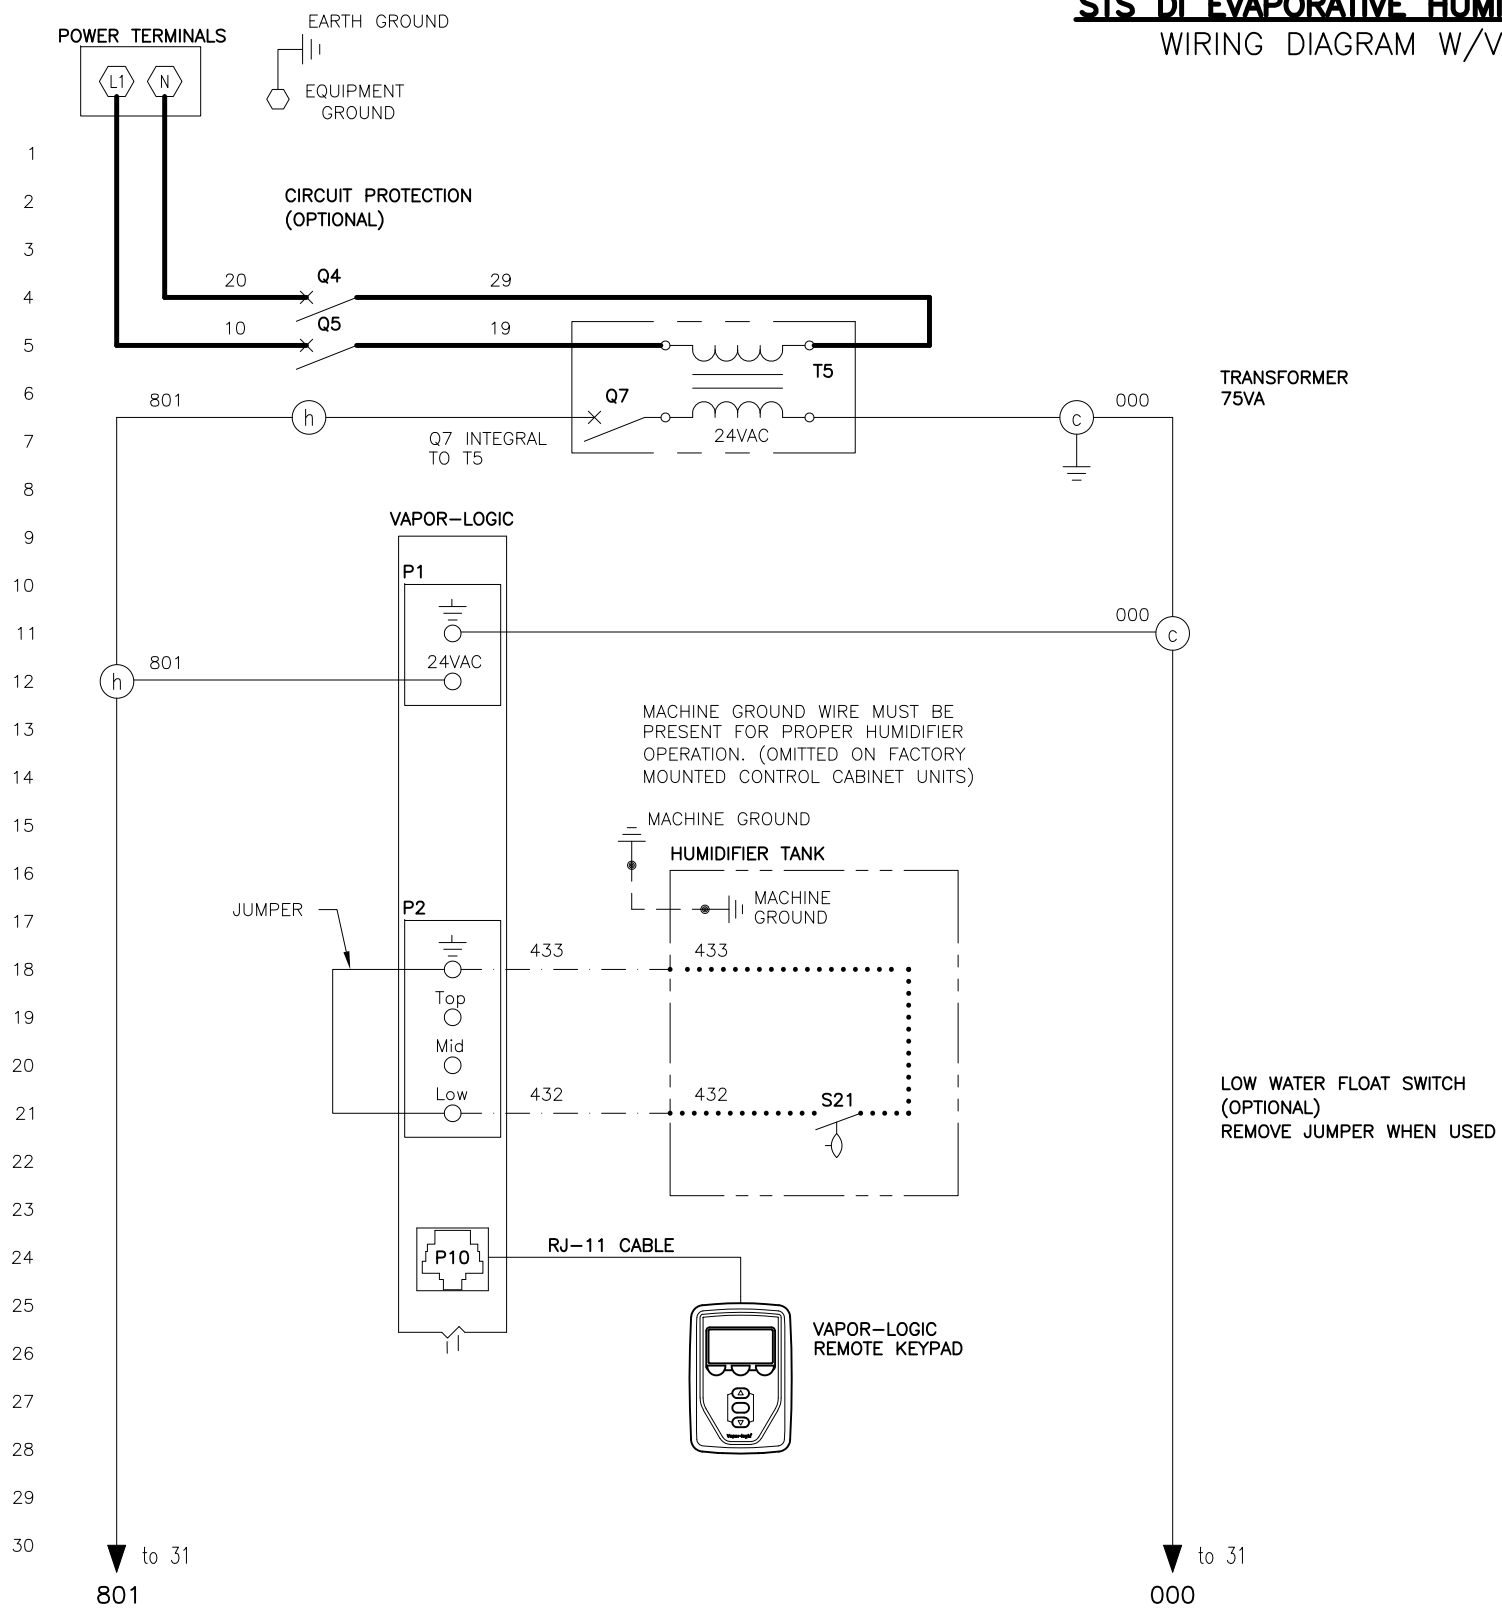 STS DI EVAPORATIVE
WIRING DIAGRAM
EARTH GROUND
POWER TERMINALS
L1
N
EQUIPMENT
GROUND
1
2
CIRCUIT PROTECTION
(OPTIONAL)
3
4
20
Q4
29
5
10
Q5
19
T5
6
TRANSFORMER
75VA
801
h
Q7
c
000
24VAC
7
Q7 INTEGRAL
TO T5
8
9
VAPOR-LOGIC
10
P1
11
000
c
12
h
801
24VAC
13
MACHINE GROUND WIRE MUST BE
PRESENT FOR PROPER HUMIDIFIER
OPERATION. (OMITTED ON FACTORY
MOUNTED CONTROL CABINET UNITS)
14
15
MACHINE GROUND
16
HUMIDIFIER TANK
17
JUMPER
P2
MACHINE
GROUND
18
433
433
19
Top
20
Mid
21
Low
432
432
S21
LOW WATER FLOAT SWITCH
(OPTIONAL)
REMOVE JUMPER WHEN USED
22
23
24
P10
RJ-11 CABLE
25
26
VAPOR-LOGIC
REMOTE KEYPAD
27
28
Vapor-logic
29
30
to 31
to 31
801
000